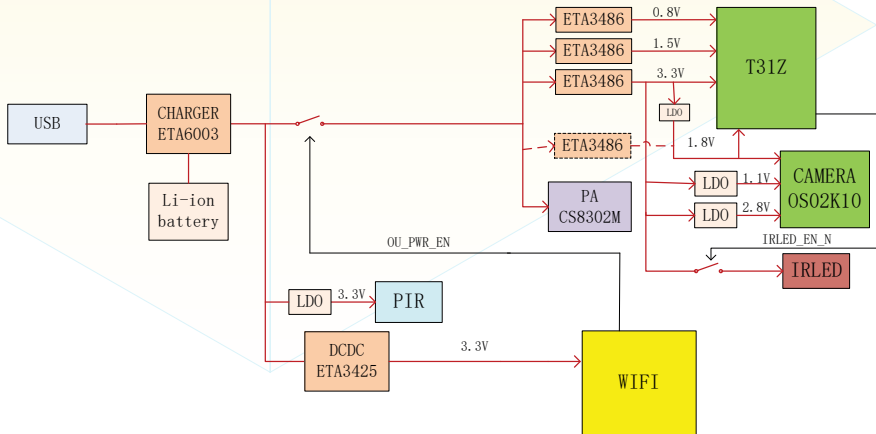 ETA3486
0.8V
T31Z
ETA3486
1.5V
ETA3486
3.3V
USB
CHARGER
ETA6003
LDO
ETA3486
1.8V
Li-ion
battery
PA
CS8302M
LDO
1.1V
LDO
2.8V
CAMERA
OS02K10
OU_PWR_EN
IRLED_EN_N
IRLED
LDO
3.3V
PIR
DCDC
ETA3425
3.3V
WIFI